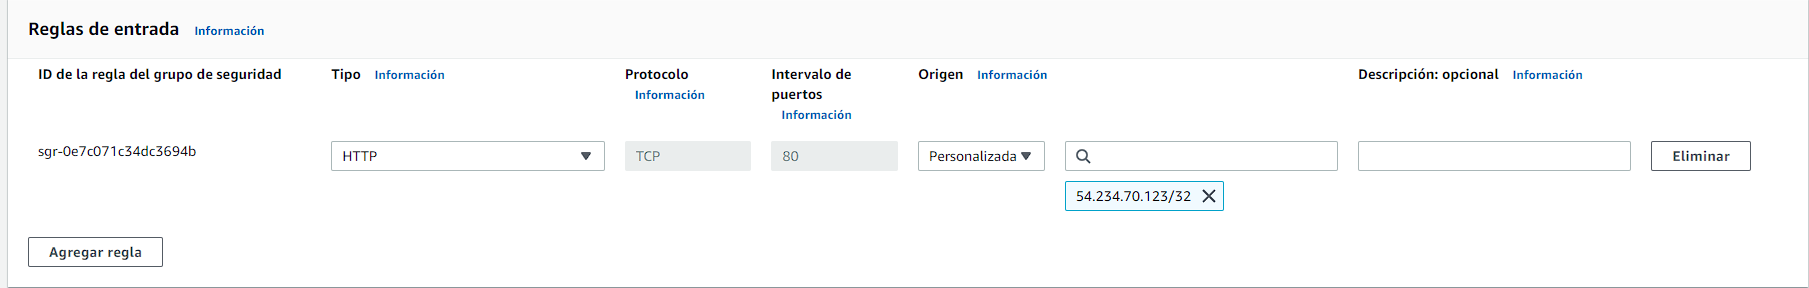 Reglas de entrada Información
ID de la regla del grupo de seguridad
Tipo Información
Protocolo
Información
Intervalo de
puertos
Información
Origen Información
Descripción: opcional Información
sgr-0e7c071c34dc3694b
HTTP
TCP
80
Personalizada
Eliminar
54.234.70.123/32
Agregar regla